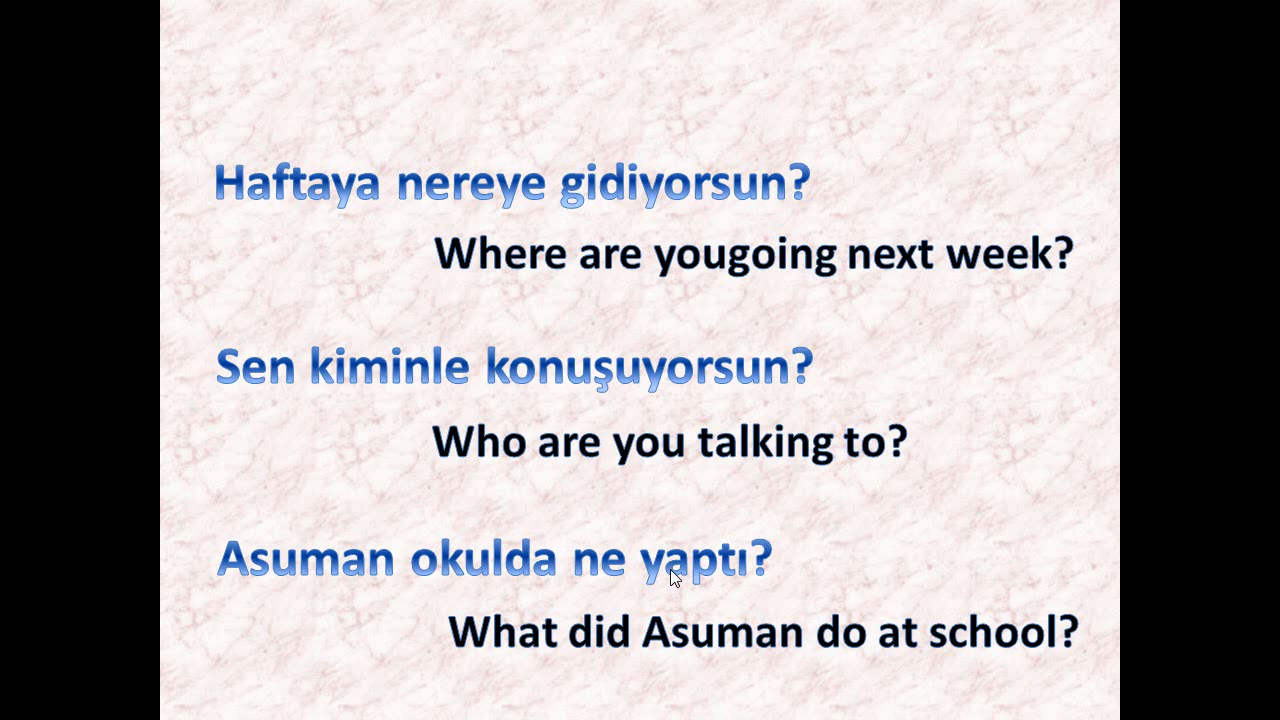 Haftaya nereye gidiyorsun?
Where are yougoing next week?
Sen kiminle konuşuyorsun?
Who are you talking to?
Asuman okulda ne yaptı?
What did Asuman do at school?